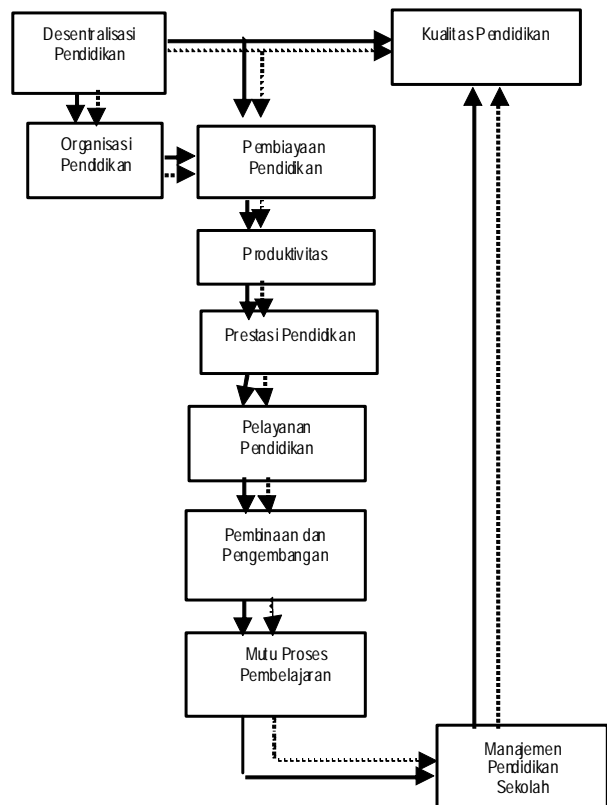 Desentralisasi
Pendidikan
Kualitas Pendidikan
Organisasi
Pendidikan
Pembiayaan
Pendidikan
Produktivitas
Prestasi Pendidikan
Pelayanan
Pendidikan
Pembinaan dan
Pengembangan
Mutu Proses
Pembelajaran
Manajemen
Pendidikan
Sekolah